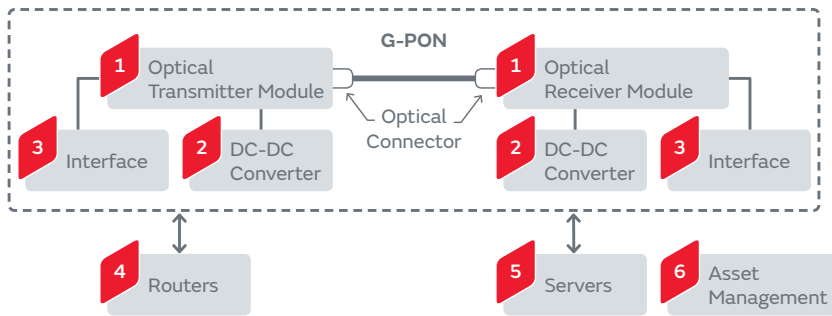 G-PON
1
Optical
Transmitter Module
1
Optical
Receiver Module
Optical
Connector
3
Interface
2
DC-DC
Converter
2
DC-DC
Converter
3
Interface
4
Routers
5
Servers
6
Asset
Management